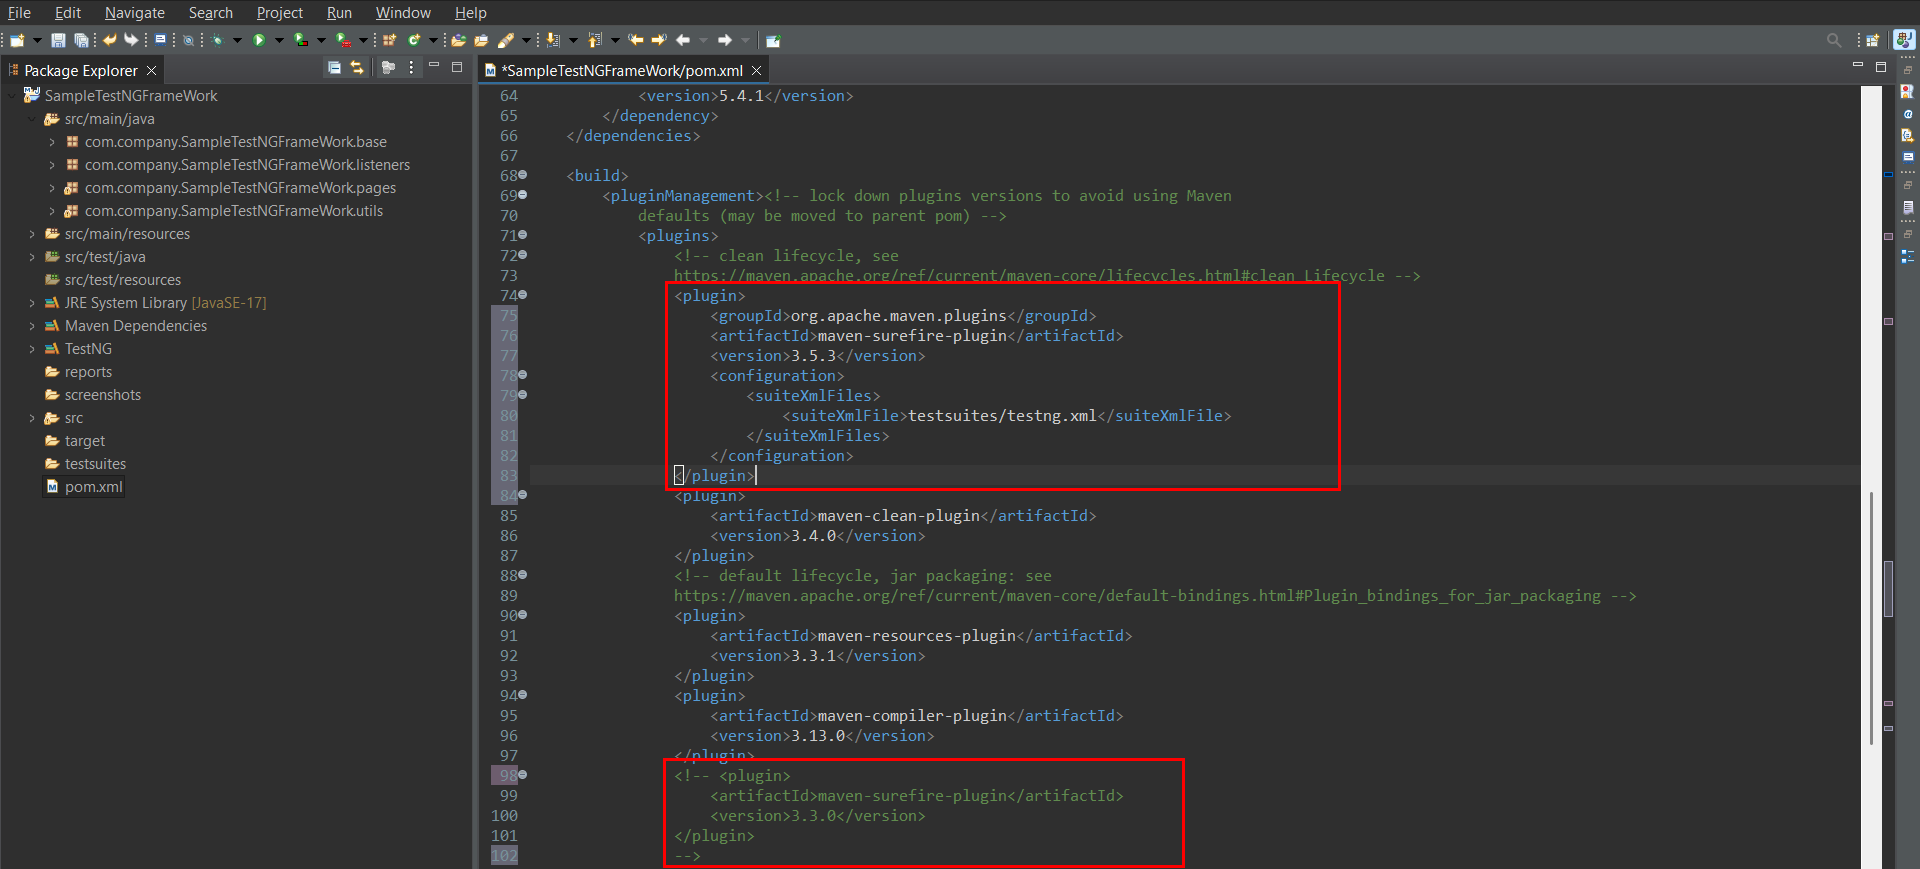 File Edit Navigate Search Project Run Window Help
Package Explorer
*SampleTestNGFrameWork/pom.xml
SampleTestNGFrameWork
src/main/java
com.company.SampleTestNGFrameWork.base
com.company.SampleTestNGFrameWork.listeners
com.company.SampleTestNGFrameWork.pages
com.company.SampleTestNGFrameWork.utils
src/main/resources
src/test/java
src/test/resources
JRE System Library [JavaSE-17]
Maven Dependencies
TestNG
reports
screenshots
src
target
testsuites
pom.xml
64 <version>5.4.1</version>
65 </dependency>
66 </dependencies>
67
68 <build>
69 <pluginManagement><!-- lock down plugins versions to avoid using Maven
70 defaults (may be moved to parent pom) -->
71 <plugins>
72 <!-- clean lifecycle, see
73 https://maven.apache.org/ref/current/maven-core/lifecycles.html#clean_Lifecycle -->
74 <plugin>
75 <groupId>org.apache.maven.plugins</groupId>
76 <artifactId>maven-surefire-plugin</artifactId>
77 <version>3.5.3</version>
78 <configuration>
79 <suiteXmlFiles>
80 <suiteXmlFile>testsuites/testng.xml</suiteXmlFile>
81 </suiteXmlFiles>
82 </configuration>
83 </plugin>
84 <plugin>
85 <artifactId>maven-clean-plugin</artifactId>
86 <version>3.4.0</version>
87 </plugin>
88 <!-- default lifecycle, jar packaging: see
89 https://maven.apache.org/ref/current/maven-core/default-bindings.html#Plugin_bindings_for_jar_packaging -->
90 <plugin>
91 <artifactId>maven-resources-plugin</artifactId>
92 <version>3.3.1</version>
93 </plugin>
94 <plugin>
95 <artifactId>maven-compiler-plugin</artifactId>
96 <version>3.13.0</version>
97 </plugin>
98 <!-- <plugin>
99 <artifactId>maven-surefire-plugin</artifactId>
100 <version>3.3.0</version>
101 </plugin>
102 -->